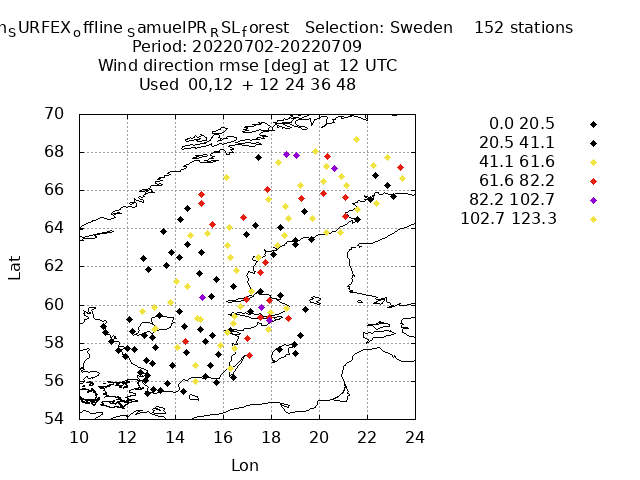 n_SURFEX_offline_SamuelPR_RSL_forest   Selection: Sweden   152 stations
Period: 20220702-20220709
Wind direction rmse [deg] at  12 UTC
Used  00,12  + 12 24 36 48
70
68
66
64
62
60
58
56
54
10 12 14 16 18 20 22 24
Lat
Lon
0.0 20.5
20.5 41.1
41.1 61.6
61.6 82.2
82.2 102.7
102.7 123.3